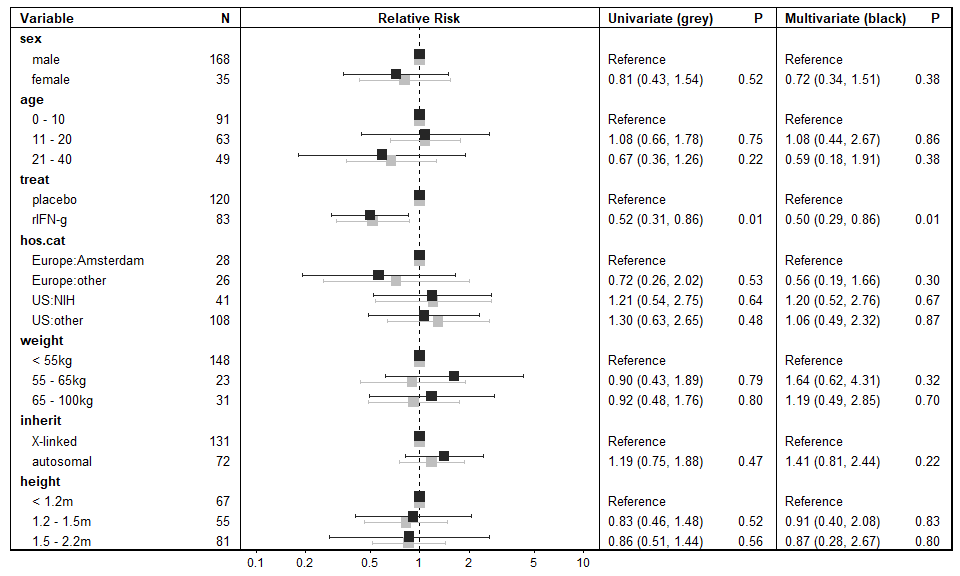 Variable N Relative Risk Univariate (grey) P Multivariate (black) P
sex
male 168 Reference Reference
female 35 0.81 (0.43, 1.54) 0.52 0.72 (0.34, 1.51) 0.38
age
0 - 10 91 Reference Reference
11 - 20 63 1.08 (0.66, 1.78) 0.75 1.08 (0.44, 2.67) 0.86
21 - 40 49 0.67 (0.36, 1.26) 0.22 0.59 (0.18, 1.91) 0.38
treat
placebo 120 Reference Reference
rIFN-g 83 0.52 (0.31, 0.86) 0.01 0.50 (0.29, 0.86) 0.01
hos.cat
Europe:Amsterdam 28 Reference Reference
Europe:other 26 0.72 (0.26, 2.02) 0.53 0.56 (0.19, 1.66) 0.30
US:NIH 41 1.21 (0.54, 2.75) 0.64 1.20 (0.52, 2.76) 0.67
US:other 108 1.30 (0.63, 2.65) 0.48 1.06 (0.49, 2.32) 0.87
weight
< 55kg 148 Reference Reference
55 - 65kg 23 0.90 (0.43, 1.89) 0.79 1.64 (0.62, 4.31) 0.32
65 - 100kg 31 0.92 (0.48, 1.76) 0.80 1.19 (0.49, 2.85) 0.70
inherit
X-linked 131 Reference Reference
autosomal 72 1.19 (0.75, 1.88) 0.47 1.41 (0.81, 2.44) 0.22
height
< 1.2m 67 Reference Reference
1.2 - 1.5m 55 0.83 (0.46, 1.48) 0.52 0.91 (0.40, 2.08) 0.83
1.5 - 2.2m 81 0.86 (0.51, 1.44) 0.56 0.87 (0.28, 2.67) 0.80
0.1 0.2 0.5 1 2 5 10